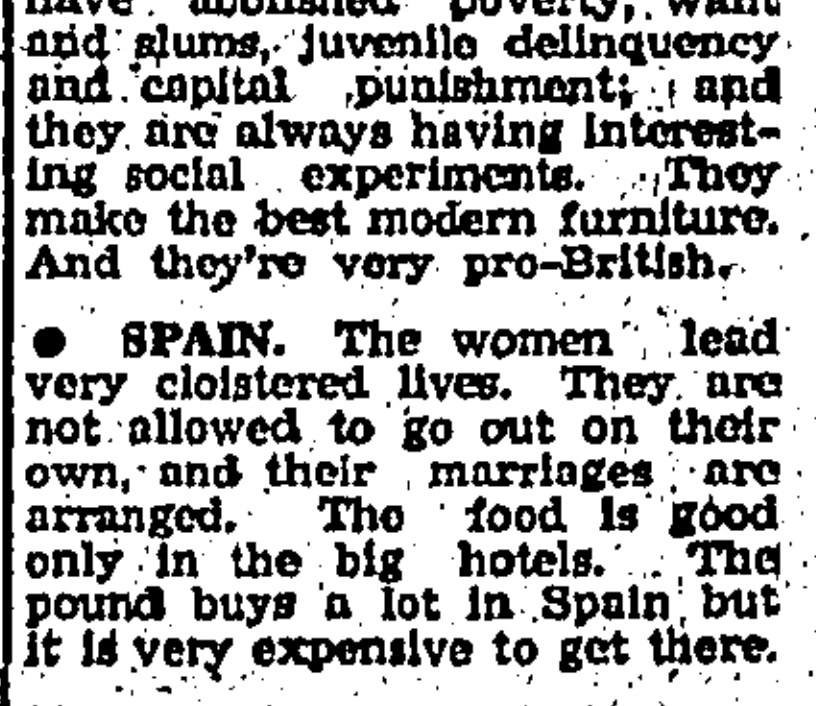 have abolished poverty, want
and slums, juvenile delinquency
and capital punishment; and
they are always having interest-
ing social experiments. They
make the best modern furniture.
And they're very pro-British.
● SPAIN. The women lead
very cloistered lives. They are
not allowed to go out on their
own, and their marriages are
arranged. The food is good
only in the big hotels. The
pound buys a lot in Spain but
it is very expensive to get there.